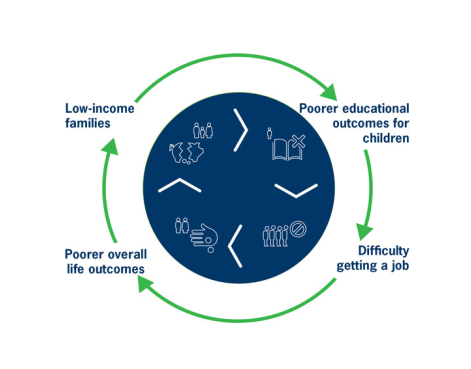 Low-income
families
Poorer educational
outcomes for
children
Difficulty
getting a job
Poorer overall
life outcomes